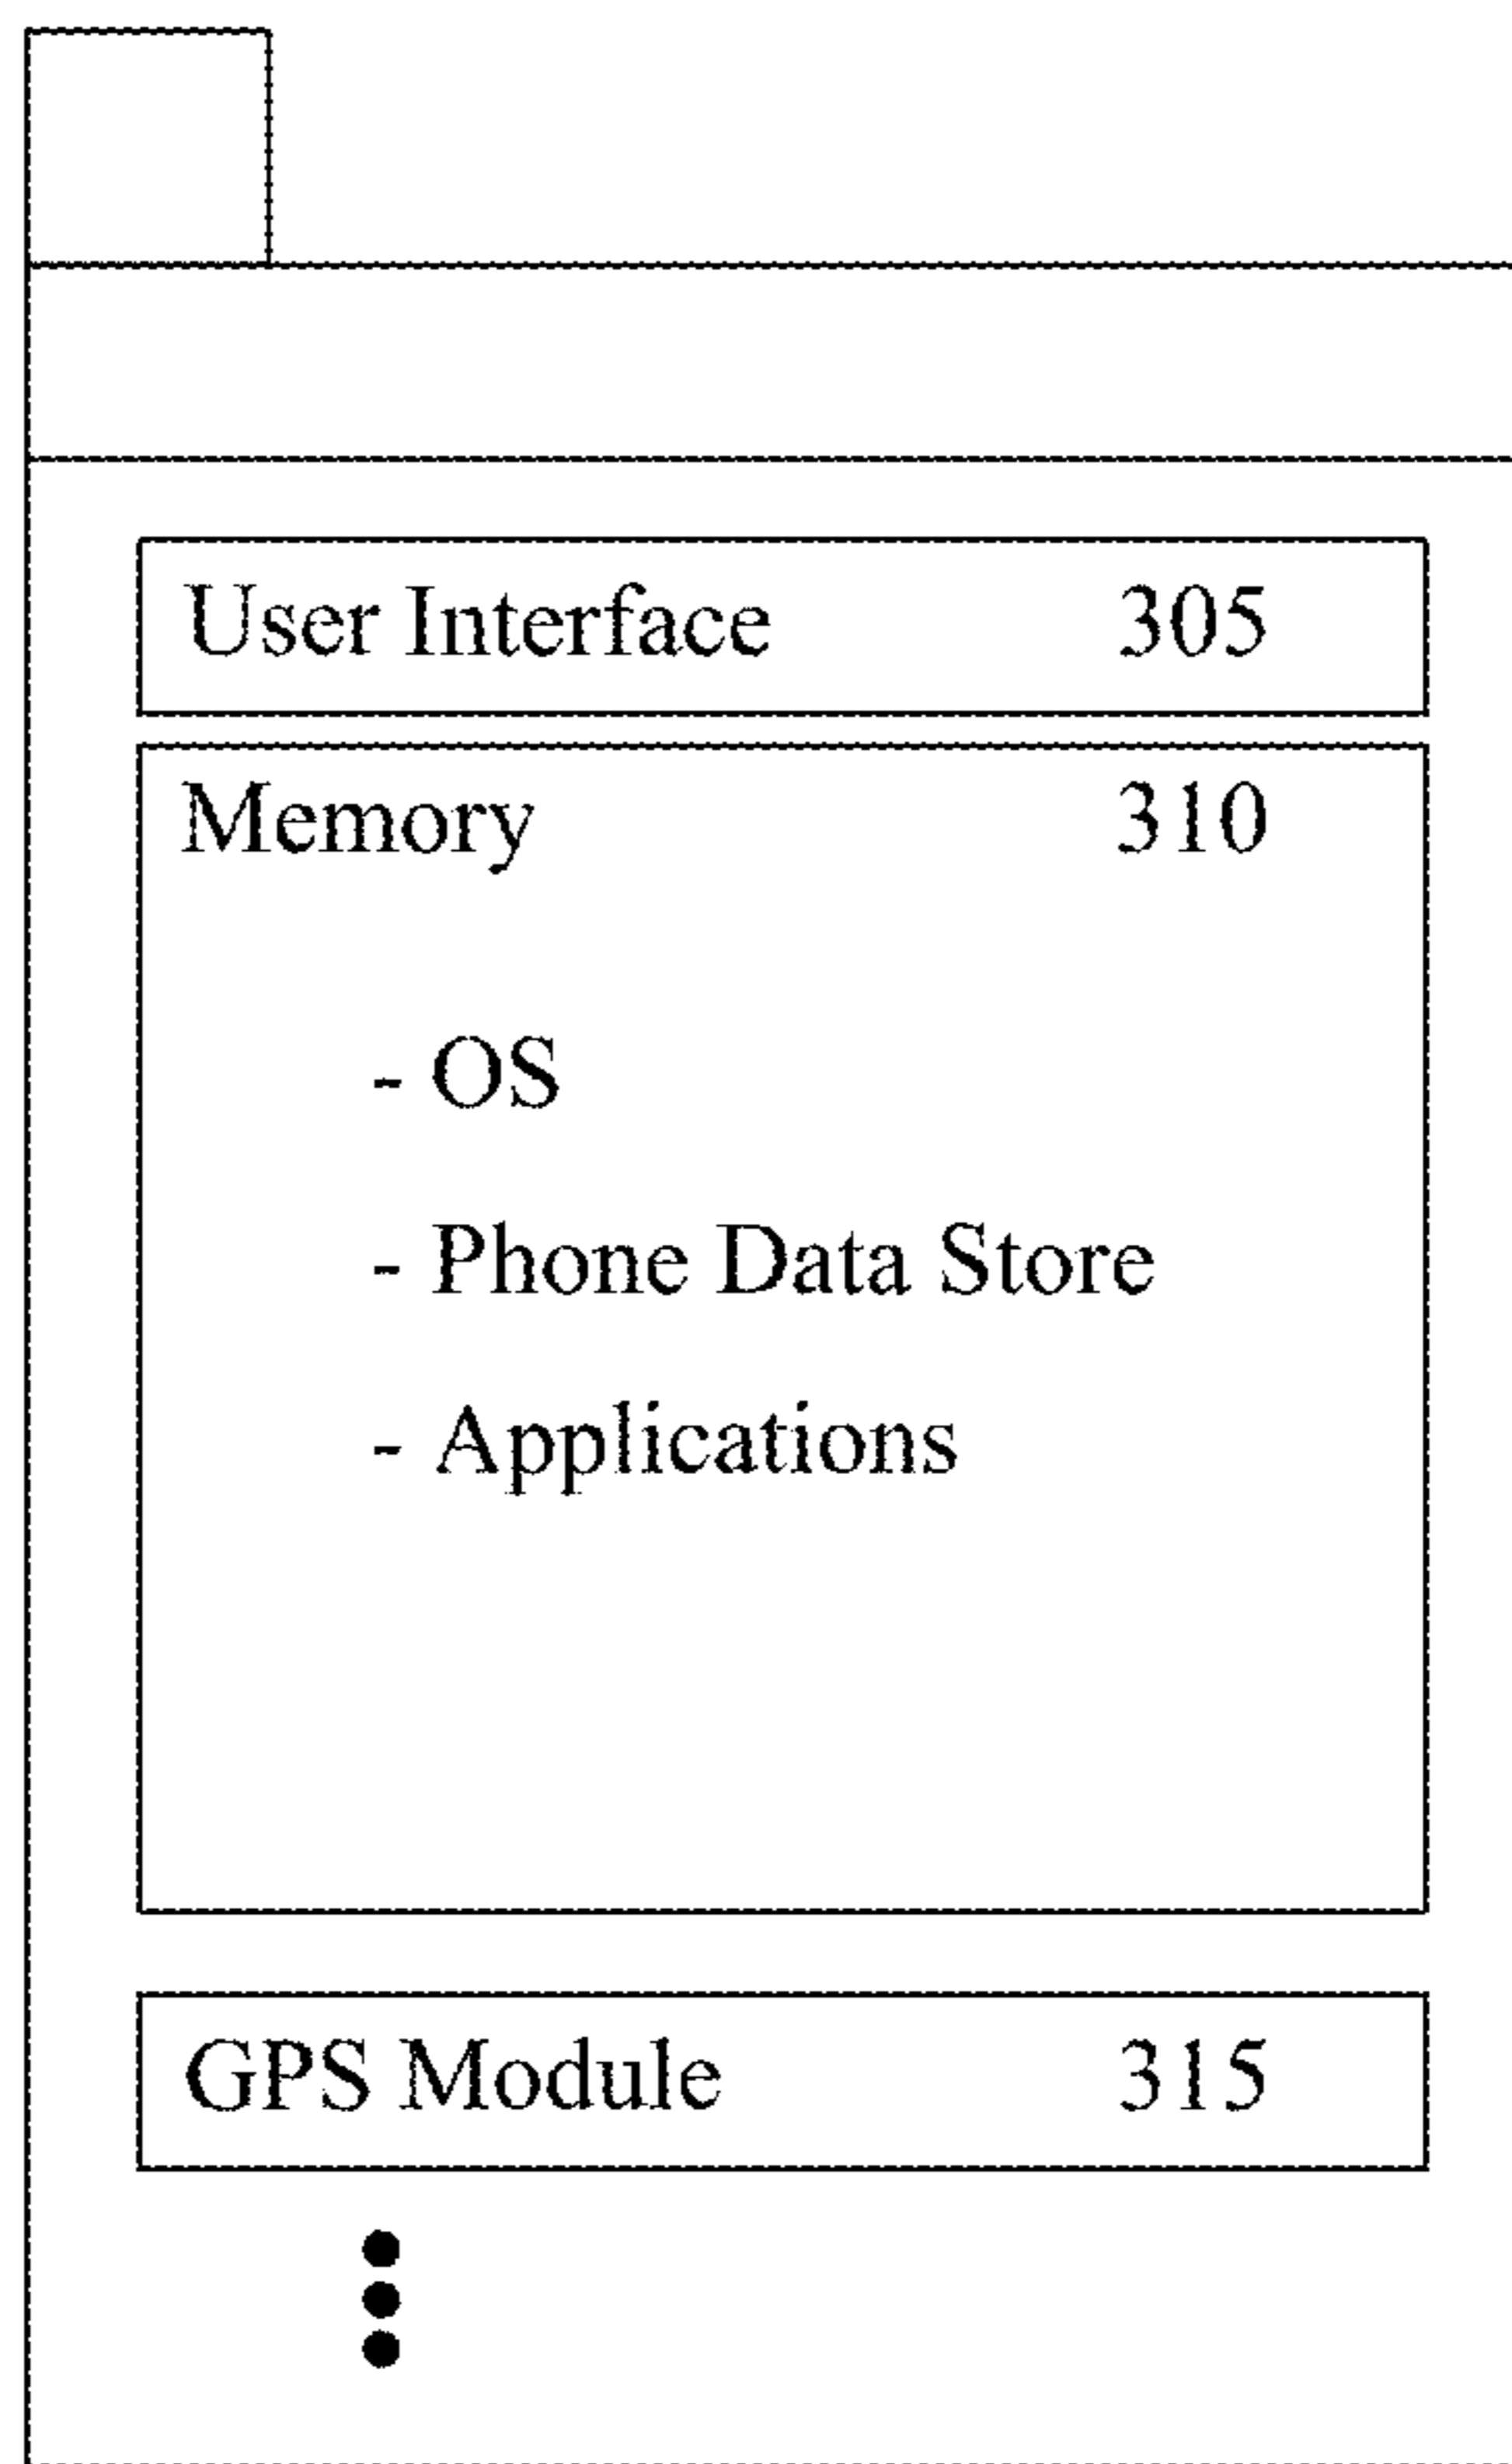 User Interface 305
Memory 310
- OS
- Phone Data Store
- Applications
GPS Module 315